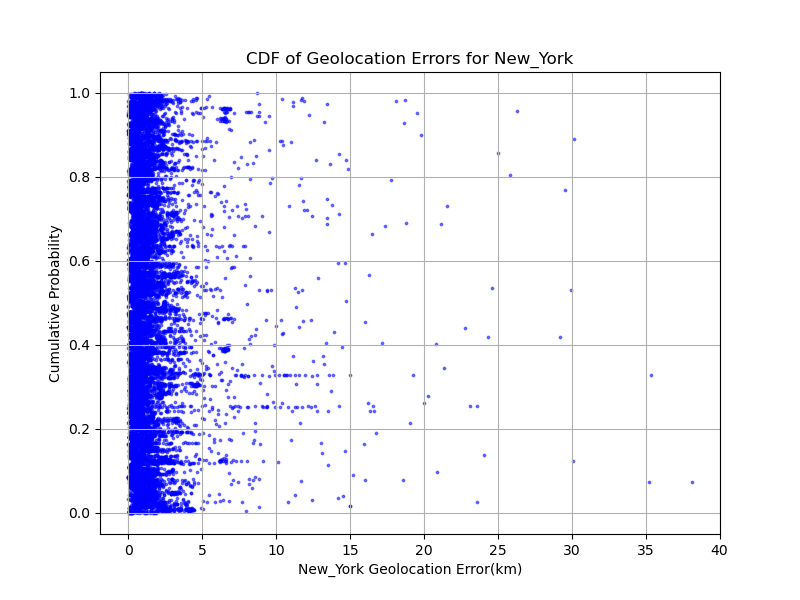 CDF of Geolocation Errors for New_York
Cumulative Probability
1.0
0.8
0.6
0.4
0.2
0.0
0 5 10 15 20 25 30 35 40
New_York Geolocation Error(km)